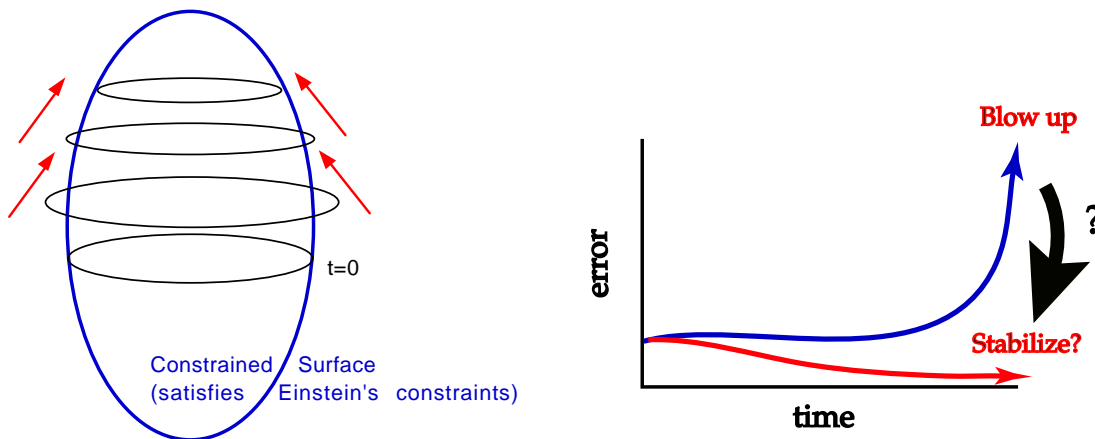 t=0
Constrained Surface
(satisfies Einstein's constraints)
Blow up
?
error
Stabilize?
time